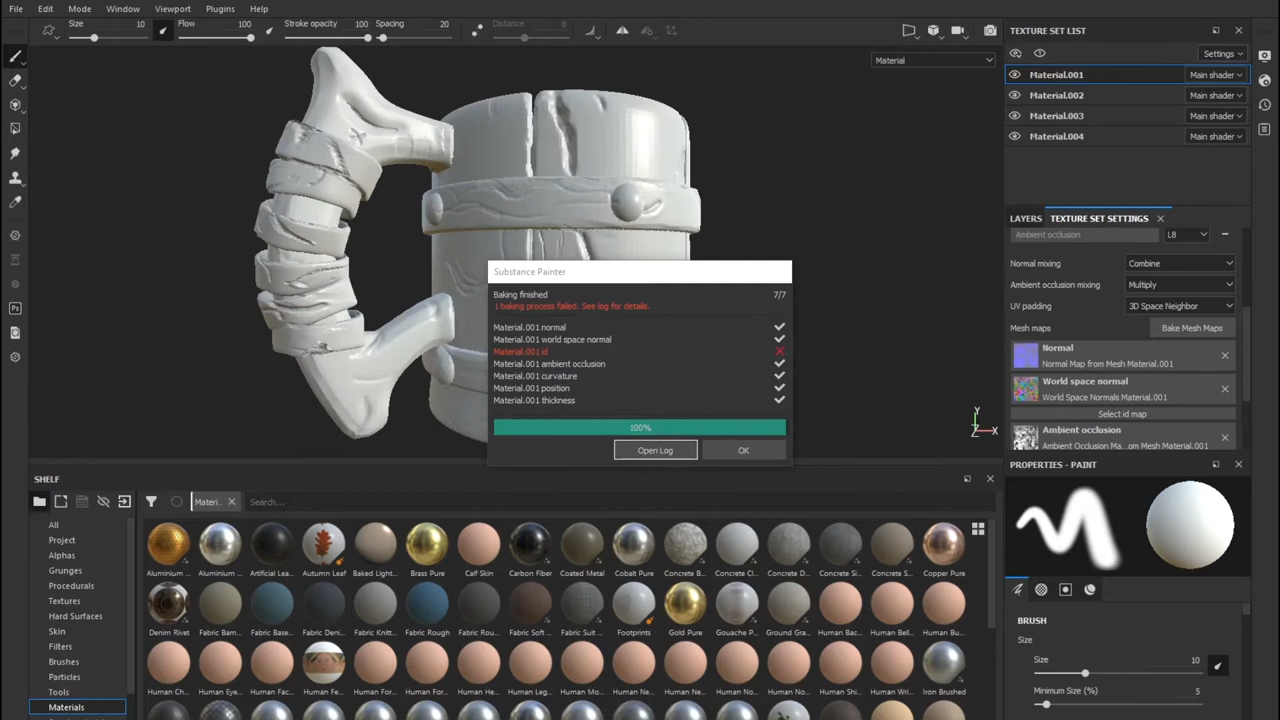 File Edit Mode Window Viewport Plugins Help
Size 10 Flow 100 Stroke opacity 100 Spacing 20 Distance 8
Material
TEXTURE SET LIST
Settings
Material.001 Main shader
Material.002 Main shader
Material.003 Main shader
Material.004 Main shader
LAYERS TEXTURE SET SETTINGS
Ambient occlusion L8
Normal mixing Combine
Ambient occlusion mixing Multiply
UV padding 3D Space Neighbor
Mesh maps Bake Mesh Maps
Normal
Normal Map from Mesh Material.001
World space normal
World Space Normals Material.001
Select id map
Ambient occlusion
Ambient Occlusion Ma...om Mesh Material.001
Substance Painter
Baking finished 7/7
1 baking process failed. See log for details.
Material.001 normal
Material.001 world space normal
Material.001 id
Material.001 ambient occlusion
Material.001 curvature
Material.001 position
Material.001 thickness
100%
Open Log OK
Y
Z X
SHELF
Materi... Search...
All
Project
Alphas
Grunges
Procedurals
Textures
Hard Surfaces
Skin
Filters
Brushes
Particles
Tools
Materials
Aluminium ... Aluminium ... Artificial Lea... Autumn Leaf Baked Light... Brass Pure Calf Skin Carbon Fiber Coated Metal Cobalt Pure Concrete B... Concrete Cl... Concrete D... Concrete Si... Concrete S... Copper Pure
Denim Rivet Fabric Bam... Fabric Base... Fabric Deni... Fabric Knitt... Fabric Rough Fabric Rou... Fabric Soft ... Fabric Suit ... Footprints Gold Pure Gouache P... Ground Gra... Human Bac... Human Bell... Human Bu...
Human Ch... Human Eye... Human Fac... Human Fe... Human For... Human For... Human He... Human Leg... Human Mo... Human Ne... Human Ne... Human No... Human No... Human Shi... Human Wri... Iron Brushed
PROPERTIES - PAINT
BRUSH
Size
Size 10
Minimum Size (%) 5